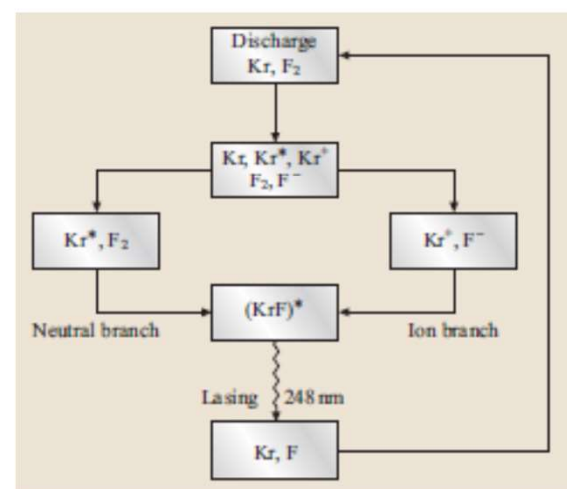 Discharge
Kr, F₂
Kr, Kr*, Kr⁺
F₂, F⁻
Kr*, F₂
Kr⁺, F⁻
(KrF)*
Neutral branch
Ion branch
Lasing 248 nm
Kr, F